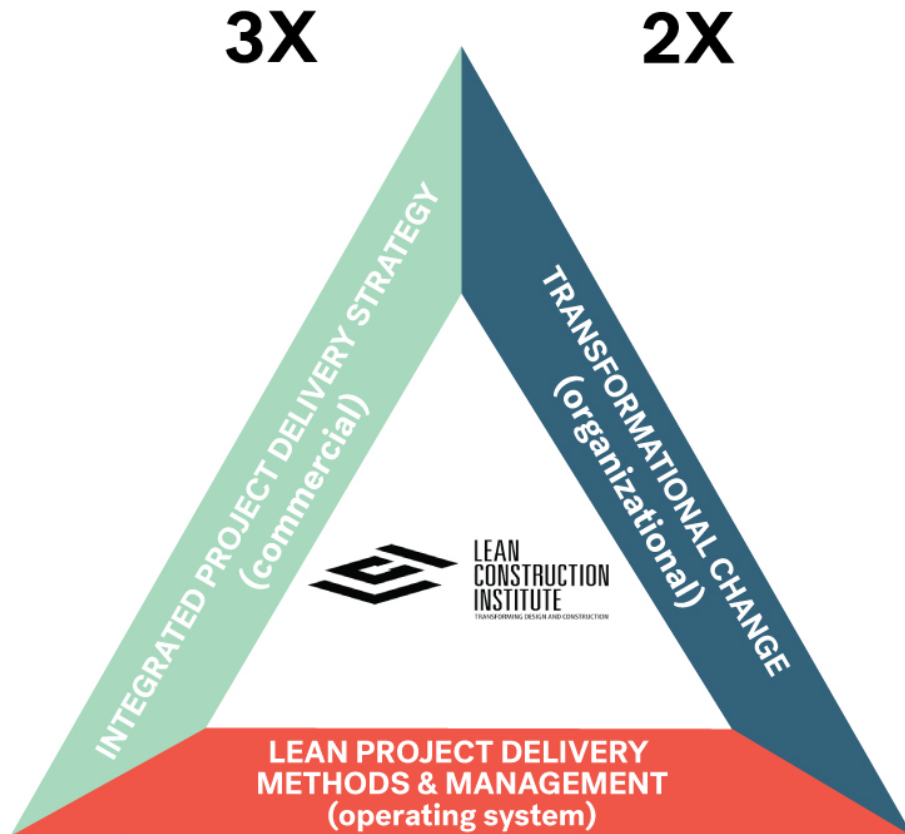 3X
2X
INTEGRATED PROJECT DELIVERY STRATEGY
(commercial)
TRANSFORMATIONAL CHANGE
(organizational)
LEAN
CONSTRUCTION
INSTITUTE
TRANSFORMING DESIGN AND CONSTRUCTION
LEAN PROJECT DELIVERY
METHODS & MANAGEMENT
(operating system)